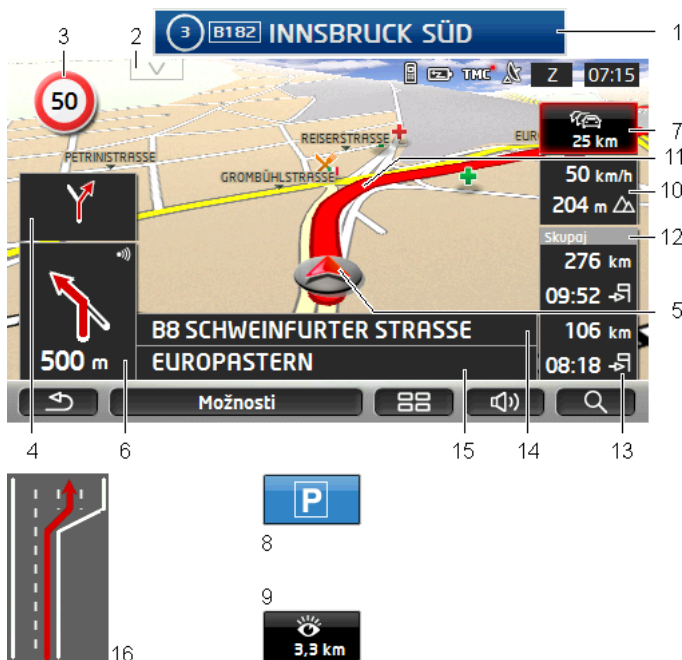 3 B182 INNSBRUCK SÜD
1
3
2
50
TMC Z 07:15
7
25 km
REISERSTRASSE
EUR
11
PETRINISTRASSE
GROMBÜHLSTRASSE
50 km/h
10
204 m
Skupaj
12
276 km
09:52
5
B8 SCHWEINFURTER STRASSE
106 km
500 m
EUROPASTERN
08:18
Možnosti
4
6
15
14
13
P
8
9
3,3 km
16